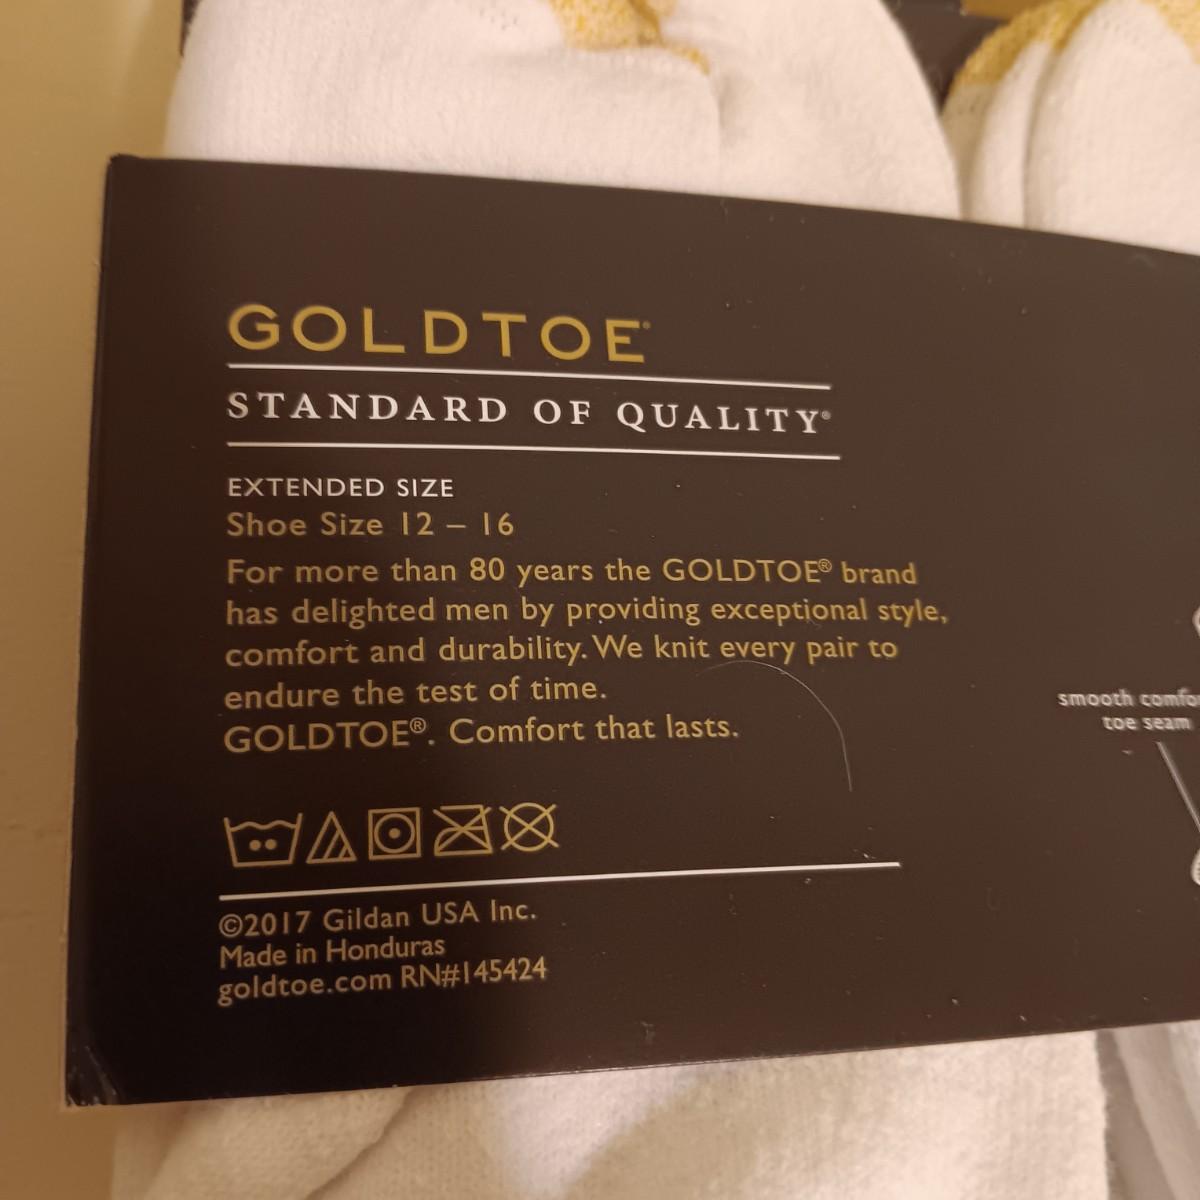 GOLDTOE®
STANDARD OF QUALITY®
EXTENDED SIZE
Shoe Size 12 – 16
For more than 80 years the GOLDTOE® brand
has delighted men by providing exceptional style,
comfort and durability. We knit every pair to
endure the test of time.
GOLDTOE®. Comfort that lasts.
smooth
toe seam
©2017 Gildan USA Inc.
Made in Honduras
goldtoe.com RN#145424